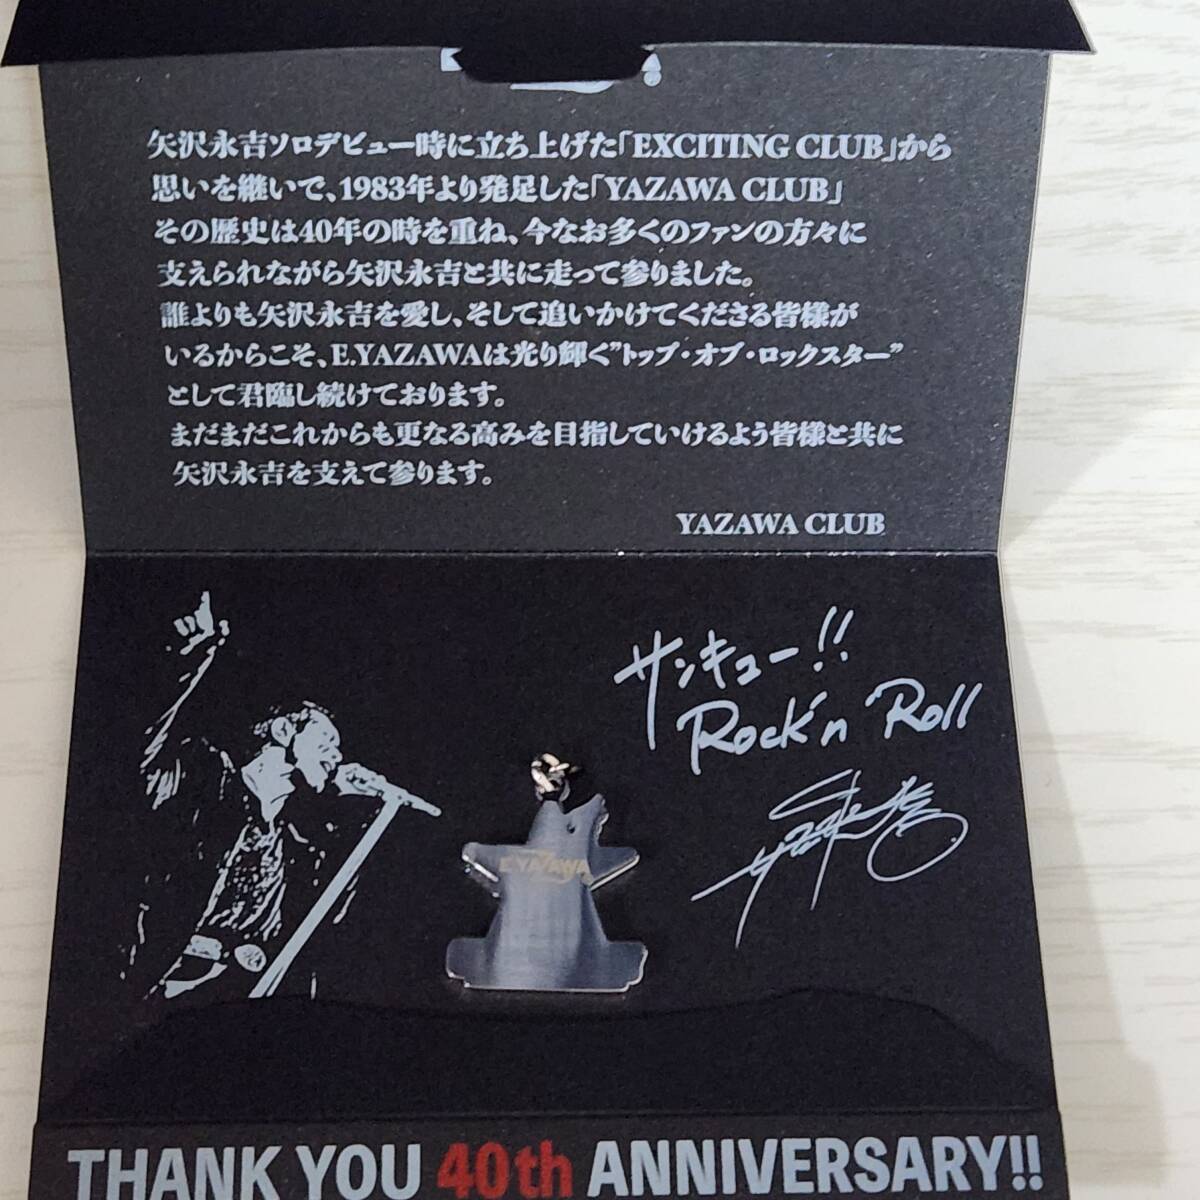 矢沢永吉ソロデビュー時に立ち上げた「EXCITING CLUB」から
思いを継いで、1983年より発足した「YAZAWA CLUB」
その歴史は40年の時を重ね、今なお多くのファンの方々に
支えられながら矢沢永吉と共に走って参りました。
誰よりも矢沢永吉を愛し、そして追いかけてくださる皆様が
いるからこそ、E.YAZAWAは光り輝く”トップ・オブ・ロックスター”
として君臨し続けております。
まだまだこれからも更なる高みを目指していけるよう皆様と共に
矢沢永吉を支えて参ります。
YAZAWA CLUB
サンキュー!!
Rock'n Roll
E.YAZAWA
THANK YOU 40th ANNIVERSARY!!